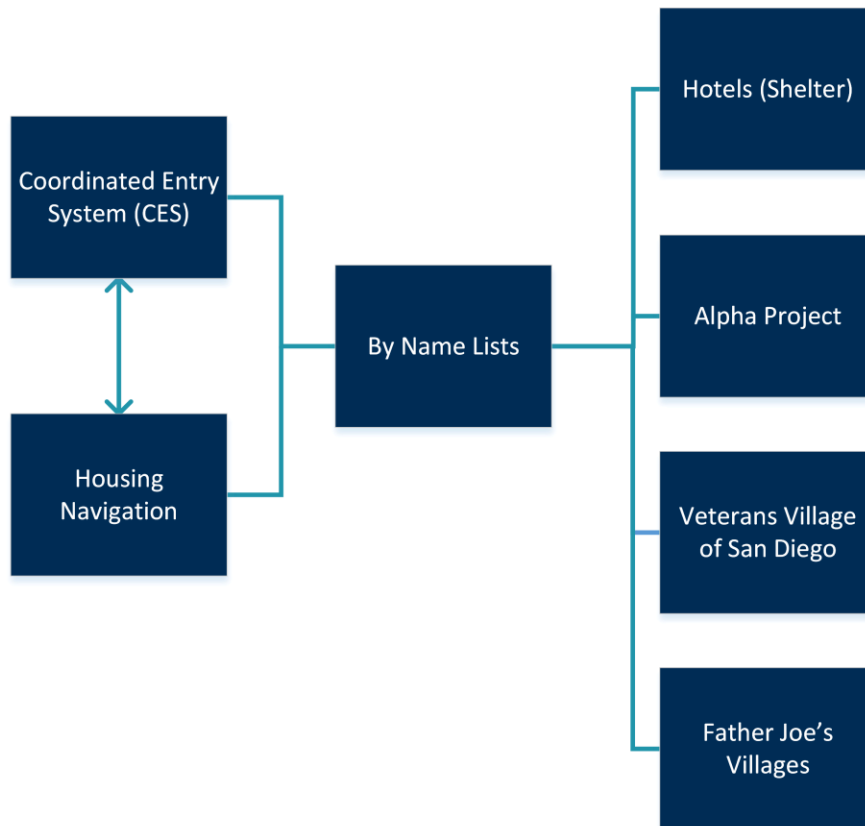 Coordinated Entry
System (CES)
Housing
Navigation
By Name Lists
Hotels (Shelter)
Alpha Project
Veterans Village
of San Diego
Father Joe’s
Villages